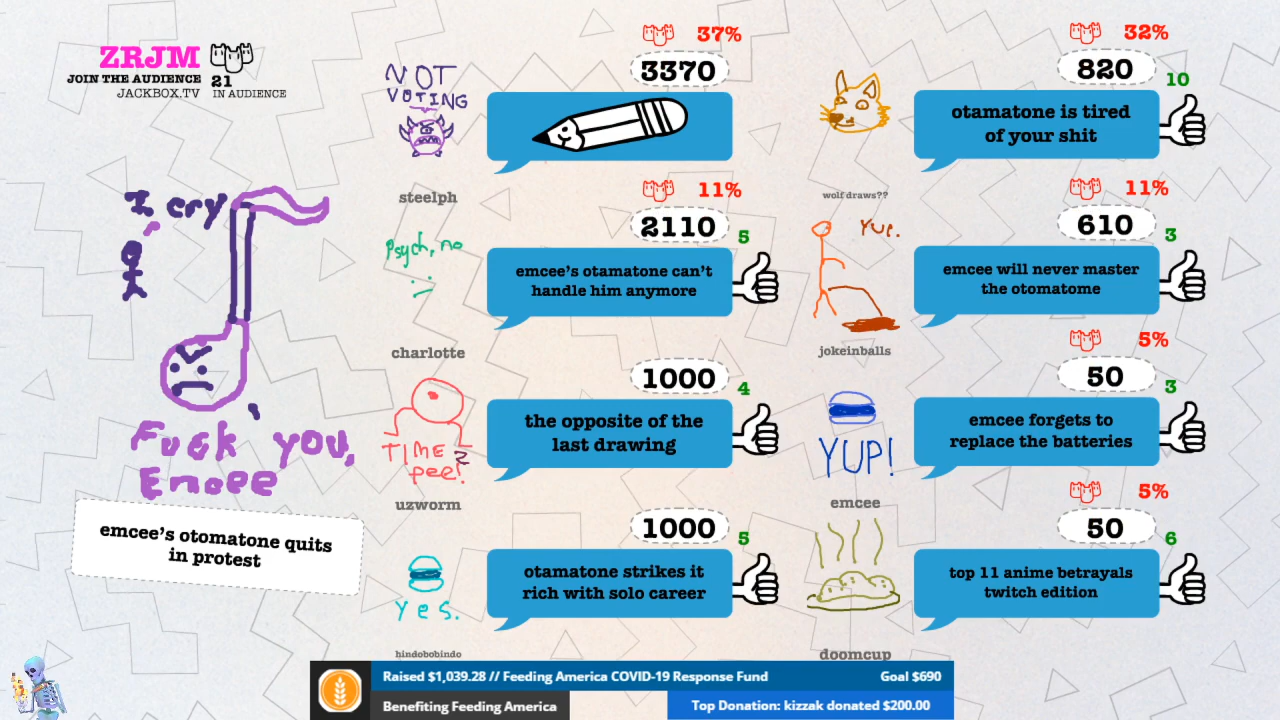 ZRJM
JOIN THE AUDIENCE
JACKBOX.TV
21
IN AUDIENCE
I cry
Fuck you,
Emcee
emcee's otomatone quits
in protest
NOT
VOTING
steelph
37%
3370
Psych, no
charlotte
11%
2110
5
emcee's otamatone can't
handle him anymore
TIME 2
pee!
uzworm
1000
4
the opposite of the
last drawing
Yes.
hindobobindo
1000
5
otamatone strikes it
rich with solo career
wolf draws??
32%
820
10
otamatone is tired
of your shit
Yup.
jokeinballs
11%
610
3
emcee will never master
the otomatome
YUP!
emcee
5%
50
3
emcee forgets to
replace the batteries
doomcup
5%
50
6
top 11 anime betrayals
twitch edition
Raised $1,039.28 // Feeding America COVID-19 Response Fund
Goal $690
Benefiting Feeding America
Top Donation: kizzak donated $200.00